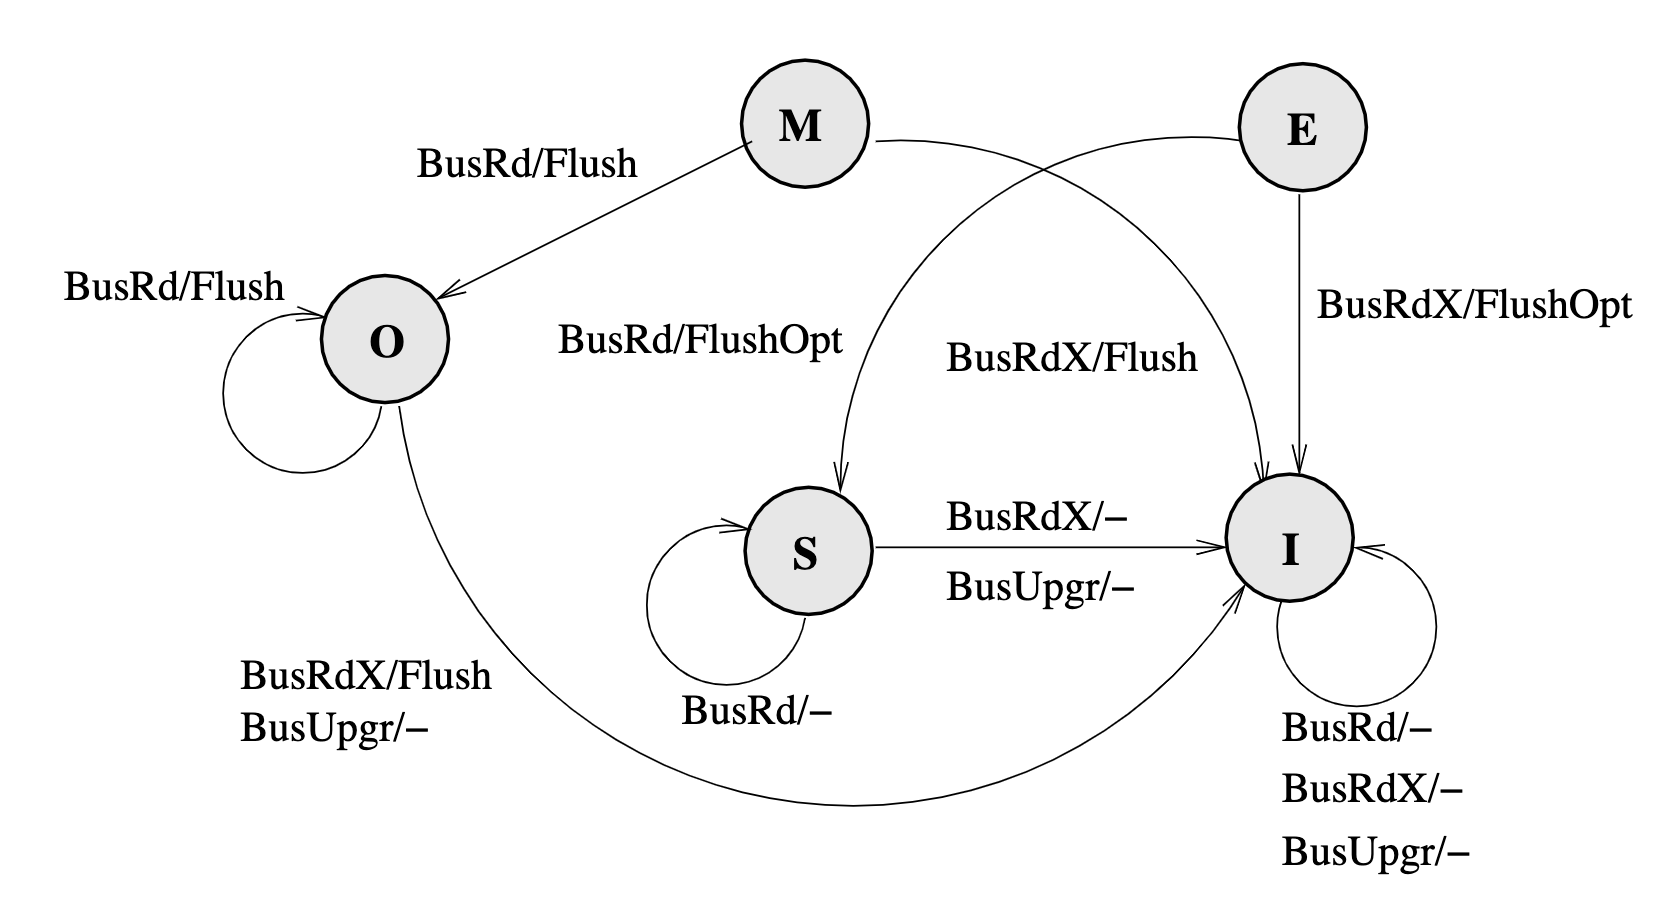 M
E
BusRd/Flush
BusRd/Flush
BusRdX/FlushOpt
O
BusRd/FlushOpt
BusRdX/Flush
BusRdX/–
S
I
BusUpgr/–
BusRdX/Flush
BusUpgr/–
BusRd/–
BusRd/–
BusRdX/–
BusUpgr/–